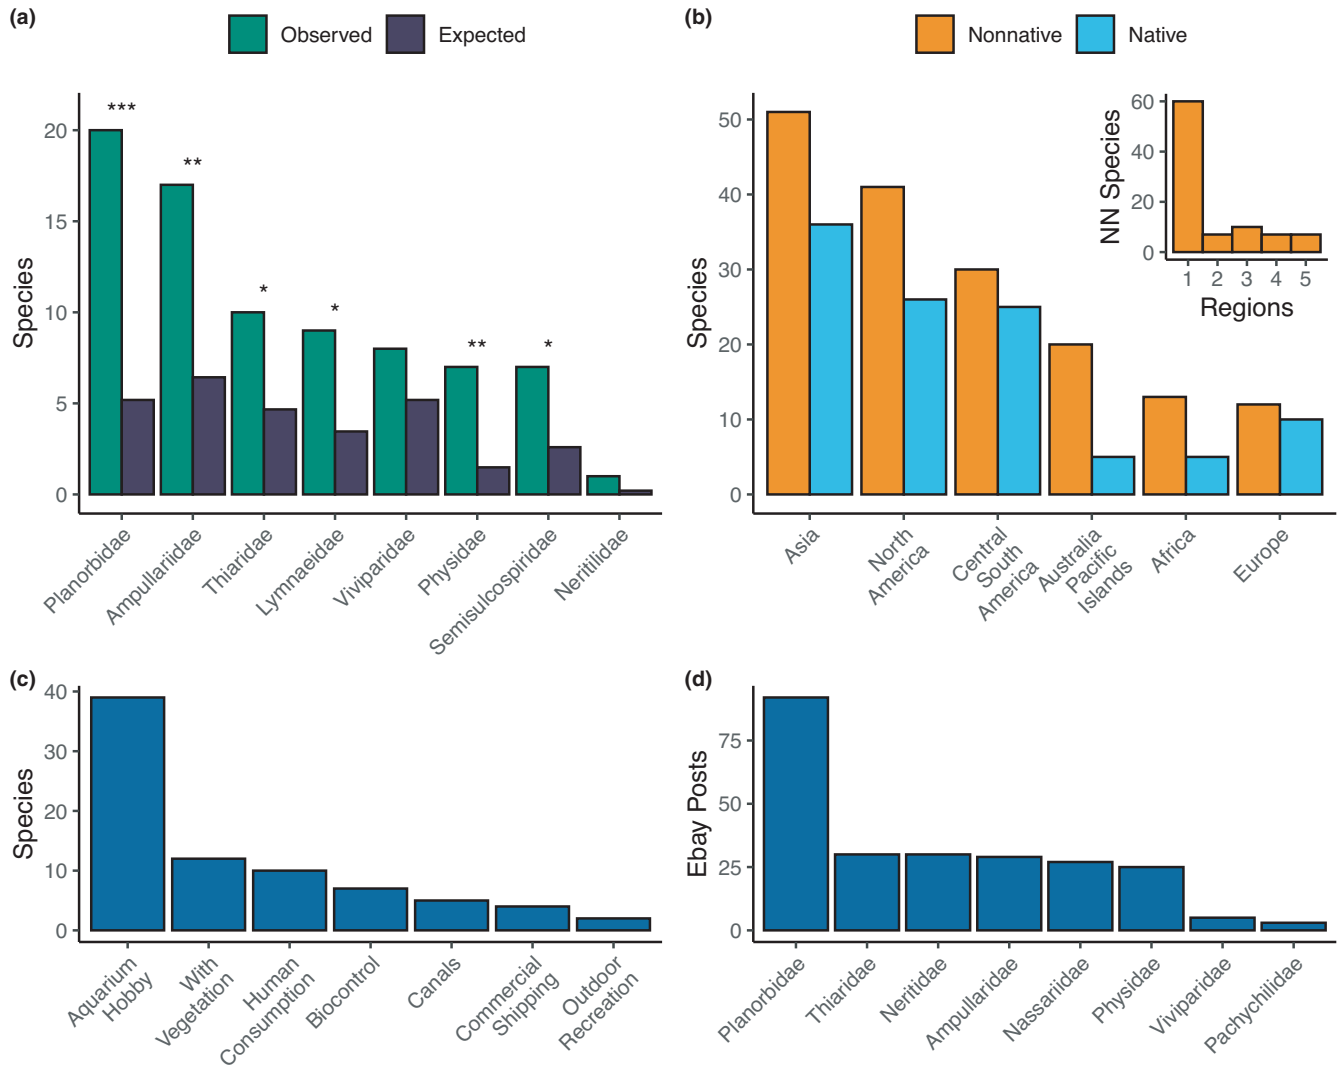 (a)
Observed
Expected
Species
20
15
10
5
0
***
**
*
*
**
*
Planorbidae
Ampullariidae
Thiaridae
Lymnaeidae
Viviparidae
Physidae
Semisulcospiridae
Neritilidae
(b)
Nonnative
Native
Species
50
40
30
20
10
0
Asia
North
America
Central
South
America
Australia
Pacific
Islands
Africa
Europe
NN Species
60
40
20
0
1 2 3 4 5
Regions
(c)
Species
40
30
20
10
0
Aquarium
Hobby
With
Vegetation
Human
Consumption
Biocontrol
Canals
Commercial
Shipping
Outdoor
Recreation
(d)
Ebay Posts
75
50
25
0
Planorbidae
Thiaridae
Neritidae
Ampullaridae
Nassariidae
Physidae
Viviparidae
Pachychilidae